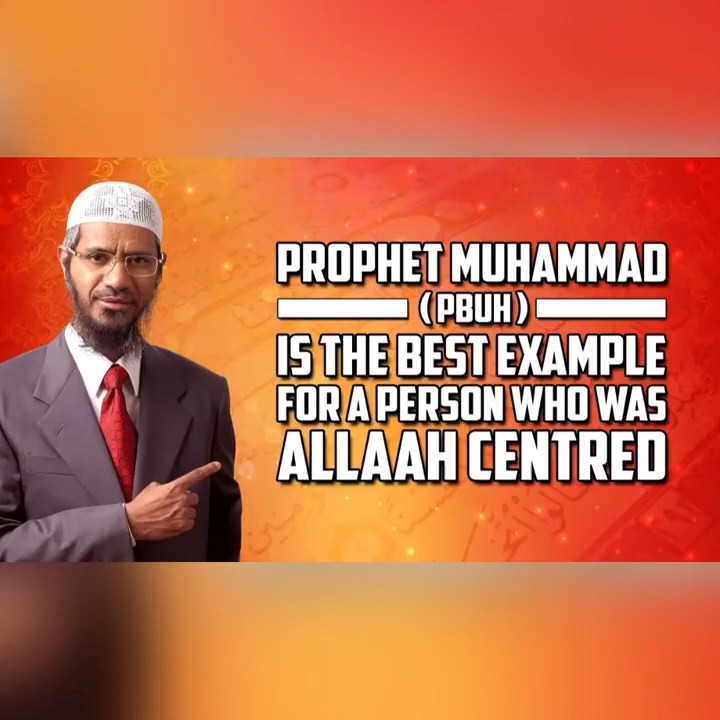 PROPHET MUHAMMAD
(PBUH)
IS THE BEST EXAMPLE
FOR A PERSON WHO WAS
ALLAAH CENTRED